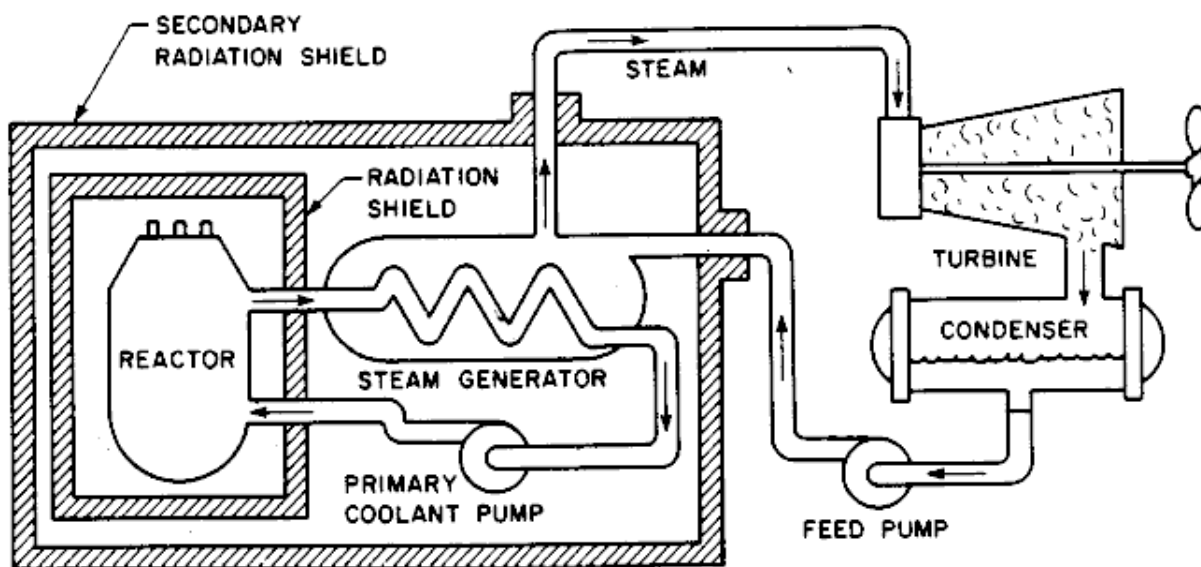 SECONDARY
RADIATION SHIELD
STEAM
RADIATION
SHIELD
TURBINE
REACTOR
CONDENSER
STEAM GENERATOR
PRIMARY
COOLANT PUMP
FEED PUMP